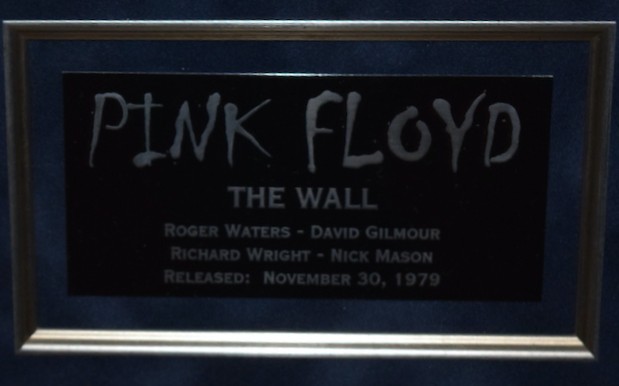 PINK FLOYD
THE WALL
ROGER WATERS - DAVID GILMOUR
RICHARD WRIGHT - NICK MASON
RELEASED: NOVEMBER 30, 1979